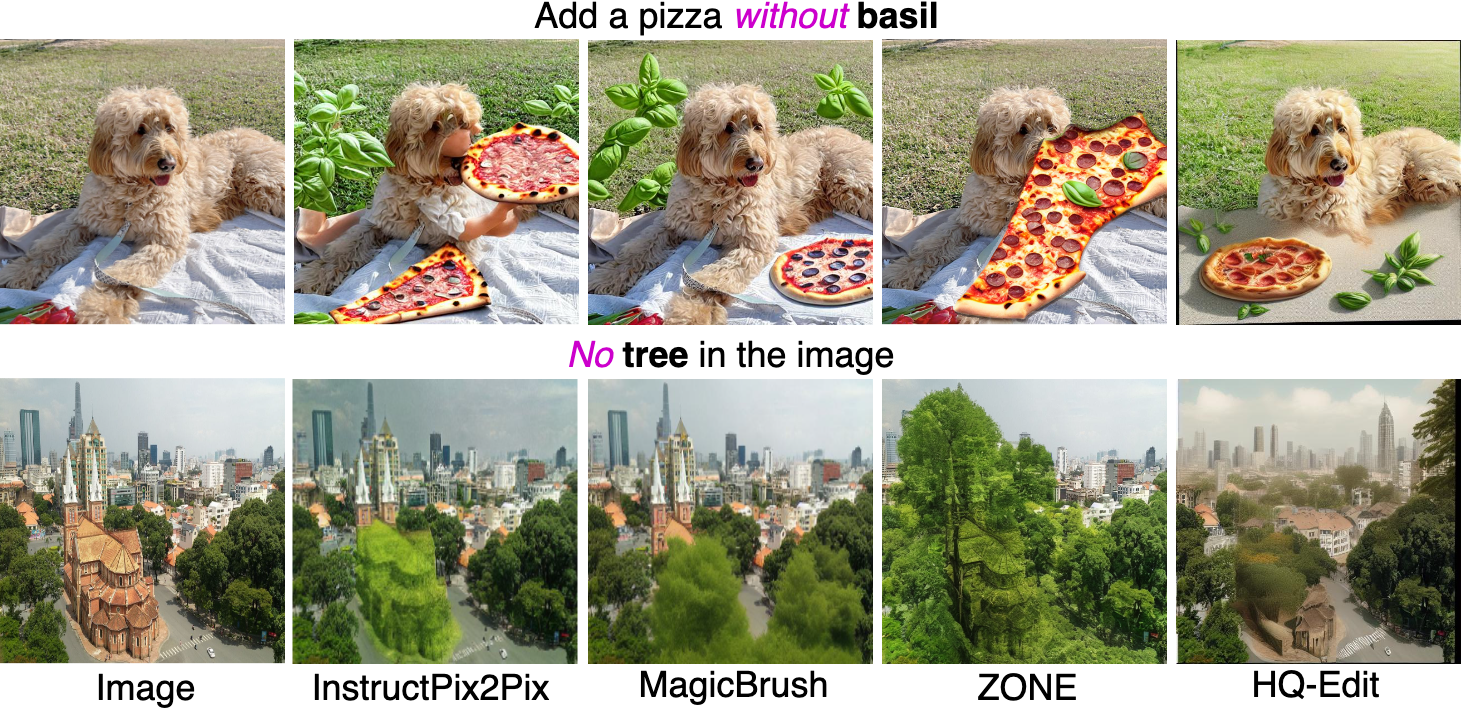 Add a pizza without basil
No tree in the image
Image InstructPix2Pix MagicBrush ZONE HQ-Edit